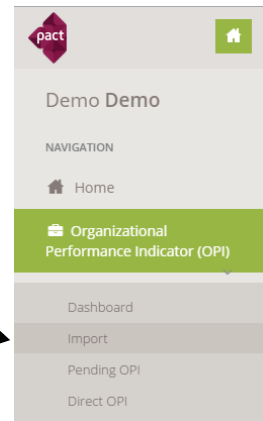 pact
Demo Demo
NAVIGATION
Home
Organizational
Performance Indicator (OPI)
Dashboard
Import
Pending OPI
Direct OPI